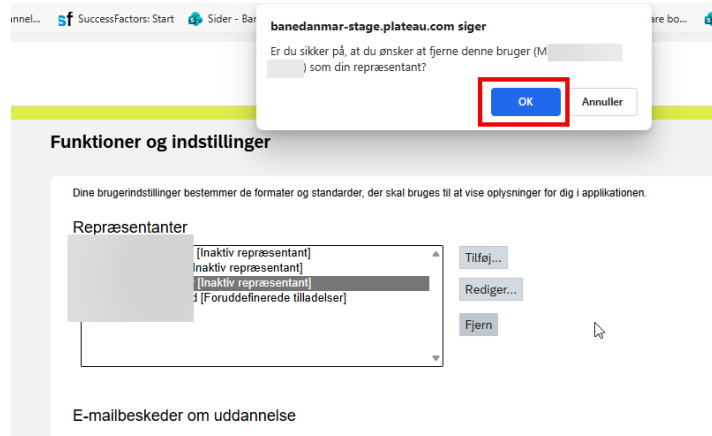 nnel...
SuccessFactors: Start
Sider - Ba
are bo...
banedanmar-stage.plateau.com siger
Er du sikker på, at du ønsker at fjerne denne bruger (M
) som din repræsentant?
OK
Annuller
Funktioner og indstillinger
Dine brugerindstillinger bestemmer de formater og standarder, der skal bruges til at vise oplysninger for dig i applikationen.
Repræsentanter
[Inaktiv repræsentant]
Inaktiv repræsentant]
[Inaktiv repræsentant]
[Foruddefinerede tilladelser]
Tilføj...
Rediger...
Fjern
E-mailbeskeder om uddannelse